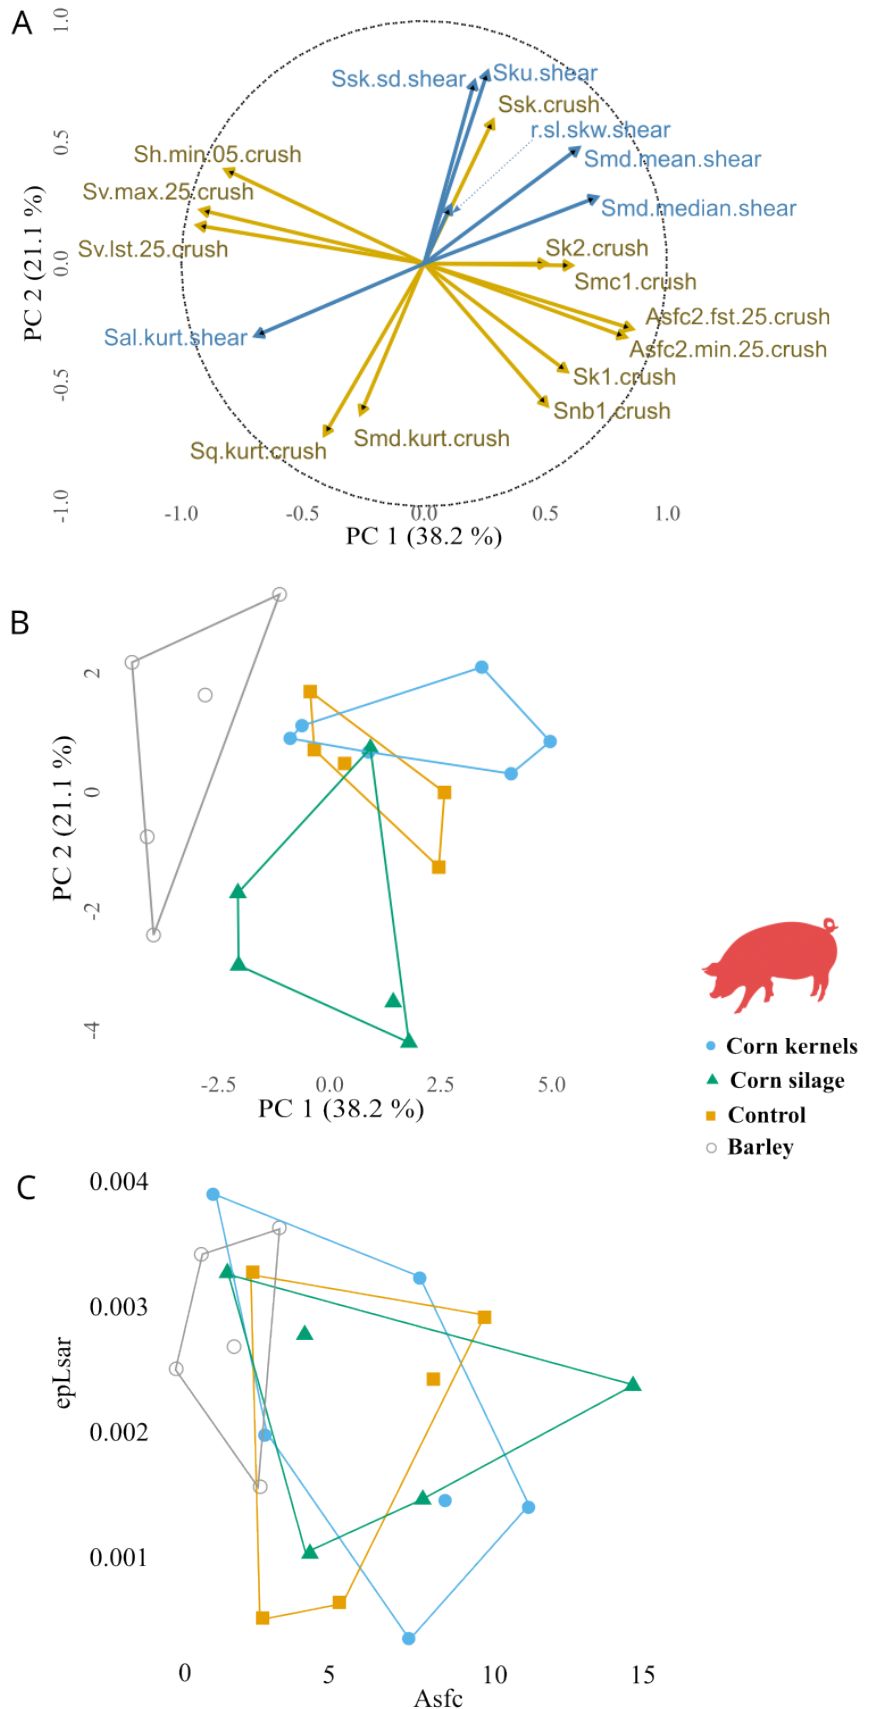 A
1.0
0.5
0.0
-0.5
-1.0
PC 2 (21.1 %)
Ssk.sd.shear
Sku.shear
Ssk.crush
r.sl.skw.shear
Smd.mean.shear
Sh.min.05.crush
Sv.max.25.crush
Smd.median.shear
Sv.lst.25.crush
Sk2.crush
Smc1.crush
Asfc2.fst.25.crush
Sal.kurt.shear
Asfc2.min.25.crush
Sk1.crush
Snb1.crush
Smd.kurt.crush
Sq.kurt.crush
-1.0 -0.5 0.0 0.5 1.0
PC 1 (38.2 %)
B
2
0
-2
-4
PC 2 (21.1 %)
-2.5 0.0 2.5 5.0
PC 1 (38.2 %)
Corn kernels
Corn silage
Control
Barley
C
0.004
0.003
0.002
0.001
epLsar
0 5 10 15
Asfc